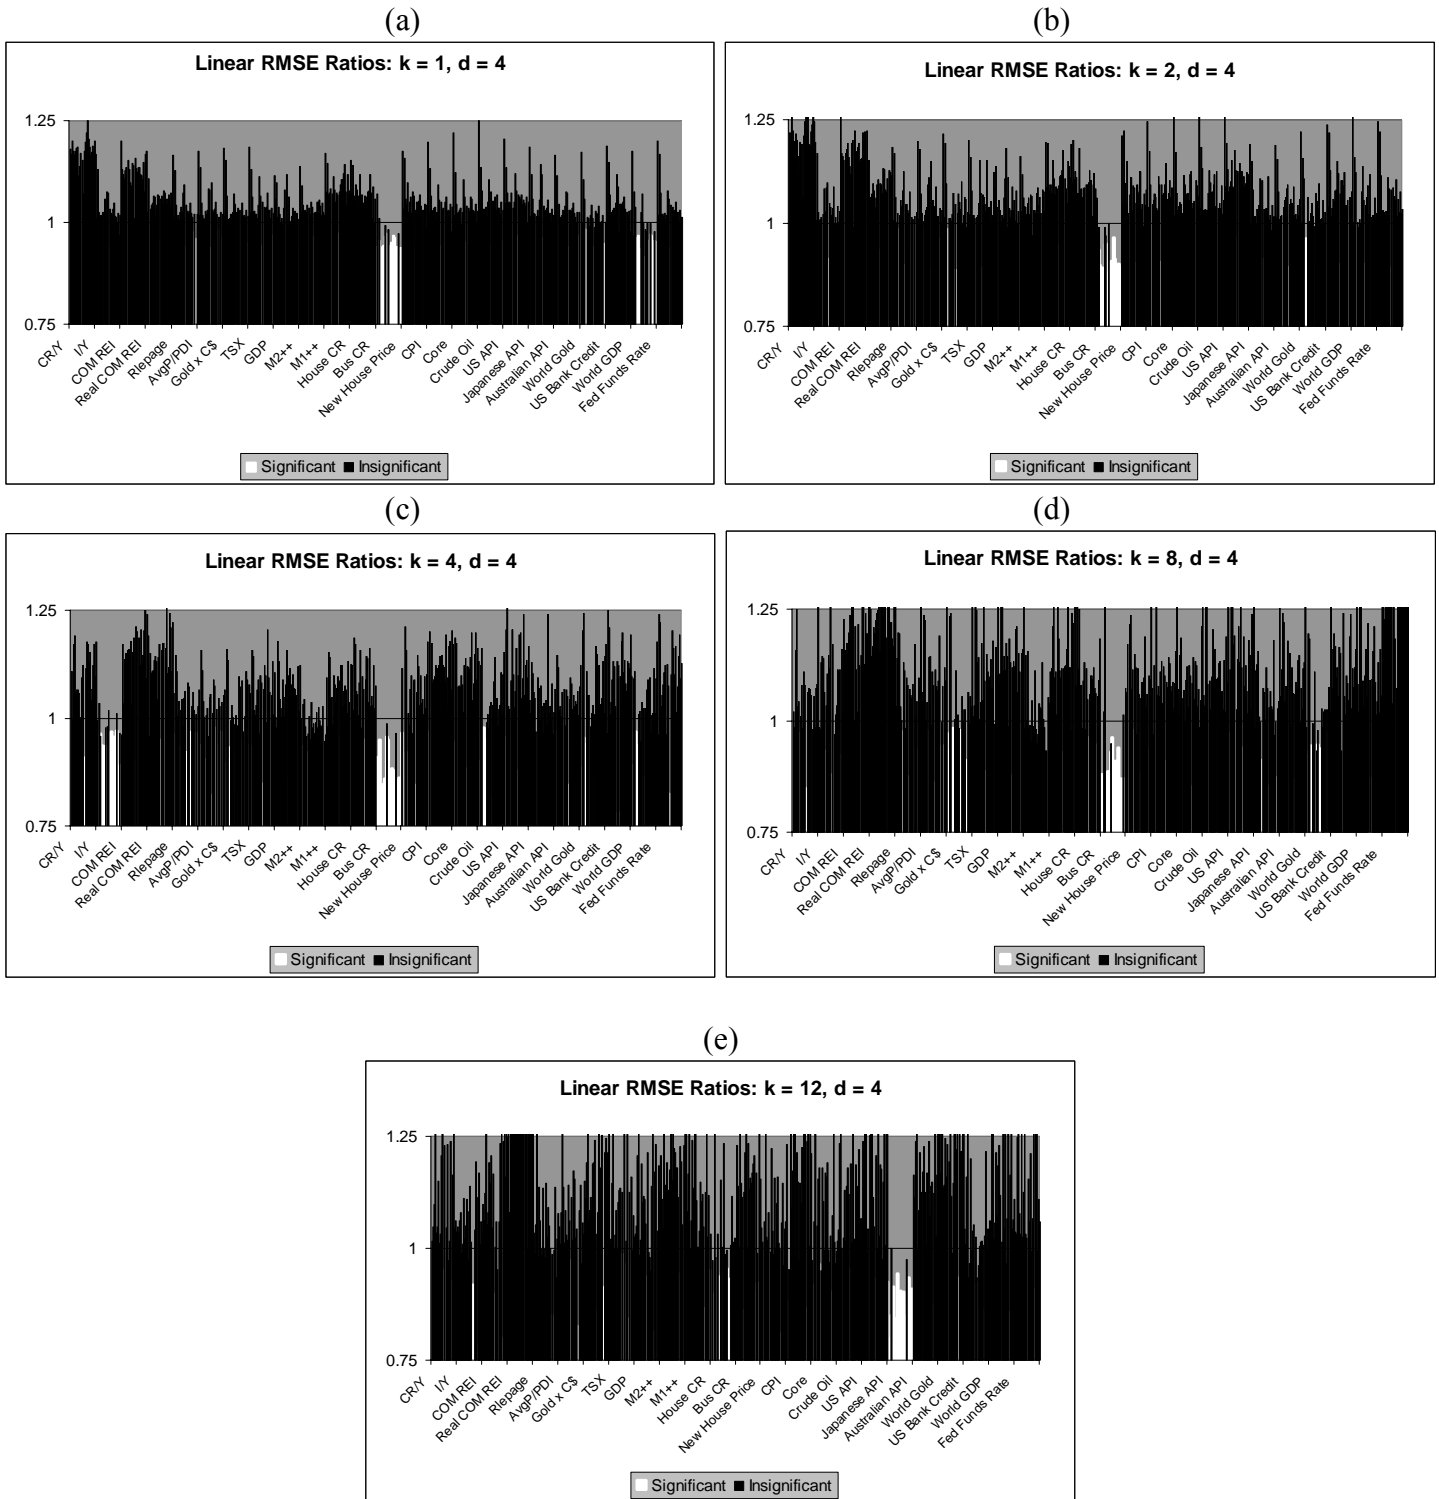 (a)
Linear RMSE Ratios: k = 1, d = 4
1.25
1
0.75
CR/Y
I/Y
COM REI
Real COM REI
Rlepage
AvgP/PDI
Gold x C$
TSX
GDP
M2++
M1++
House CR
Bus CR
New House Price
CPI
Core
Crude Oil
US API
Japanese API
Australian API
World Gold
US Bank Credit
World GDP
Fed Funds Rate
Significant Insignificant
(b)
Linear RMSE Ratios: k = 2, d = 4
1.25
1
0.75
CR/Y
I/Y
COM REI
Real COM REI
Rlepage
AvgP/PDI
Gold x C$
TSX
GDP
M2++
M1++
House CR
Bus CR
New House Price
CPI
Core
Crude Oil
US API
Japanese API
Australian API
World Gold
US Bank Credit
World GDP
Fed Funds Rate
Significant Insignificant
(c)
Linear RMSE Ratios: k = 4, d = 4
1.25
1
0.75
CR/Y
I/Y
COM REI
Real COM REI
Rlepage
AvgP/PDI
Gold x C$
TSX
GDP
M2++
M1++
House CR
Bus CR
New House Price
CPI
Core
Crude Oil
US API
Japanese API
Australian API
World Gold
US Bank Credit
World GDP
Fed Funds Rate
Significant Insignificant
(d)
Linear RMSE Ratios: k = 8, d = 4
1.25
1
0.75
CR/Y
I/Y
COM REI
Real COM REI
Rlepage
AvgP/PDI
Gold x C$
TSX
GDP
M2++
M1++
House CR
Bus CR
New House Price
CPI
Core
Crude Oil
US API
Japanese API
Australian API
World Gold
US Bank Credit
World GDP
Fed Funds Rate
Significant Insignificant
(e)
Linear RMSE Ratios: k = 12, d = 4
1.25
1
0.75
CR/Y
I/Y
COM REI
Real COM REI
Rlepage
AvgP/PDI
Gold x C$
TSX
GDP
M2++
M1++
House CR
Bus CR
New House Price
CPI
Core
Crude Oil
US API
Japanese API
Australian API
World Gold
US Bank Credit
World GDP
Fed Funds Rate
Significant Insignificant